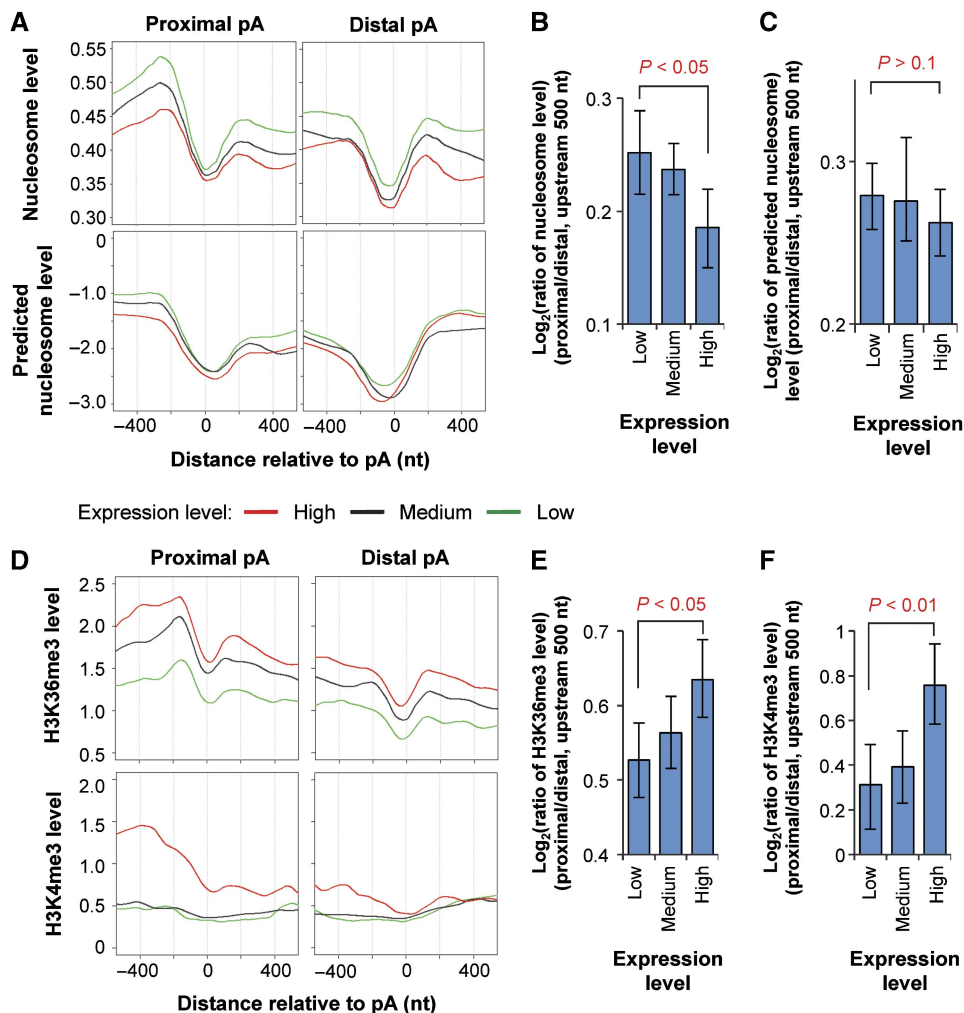 A
Proximal pA
Distal pA
Nucleosome level
0.55
0.45
0.40
0.35
0.30
Predicted
nucleosome level
0
−1.0
−2.0
−3.0
−400
0
400
−400
0
400
Distance relative to pA (nt)
B
P < 0.05
Log2(ratio of nucleosome level)
(proximal/distal, upstream 500 nt)
0.3
0.2
0.1
Low
Medium
High
Expression
level
C
P > 0.1
Log2(ratio of predicted nucleosome)
level (proximal/distal, upstream 500 nt)
0.3
0.2
Low
Medium
High
Expression
level
Expression level:
High
Medium
Low
D
Proximal pA
Distal pA
H3K36me3 level
2.5
2.0
1.5
1.0
0.5
H3K4me3 level
2.0
1.5
1.0
0.5
0
−400
0
400
−400
0
400
Distance relative to pA (nt)
E
P < 0.05
Log2(ratio of H3K36me3 level)
(proximal/distal, upstream 500 nt)
0.7
0.6
0.5
0.4
Low
Medium
High
Expression
level
F
P < 0.01
Log2(ratio of H3K4me3 level)
(proximal/distal, upstream 500 nt)
1
0.8
0.6
0.4
0.2
0
Low
Medium
High
Expression
level